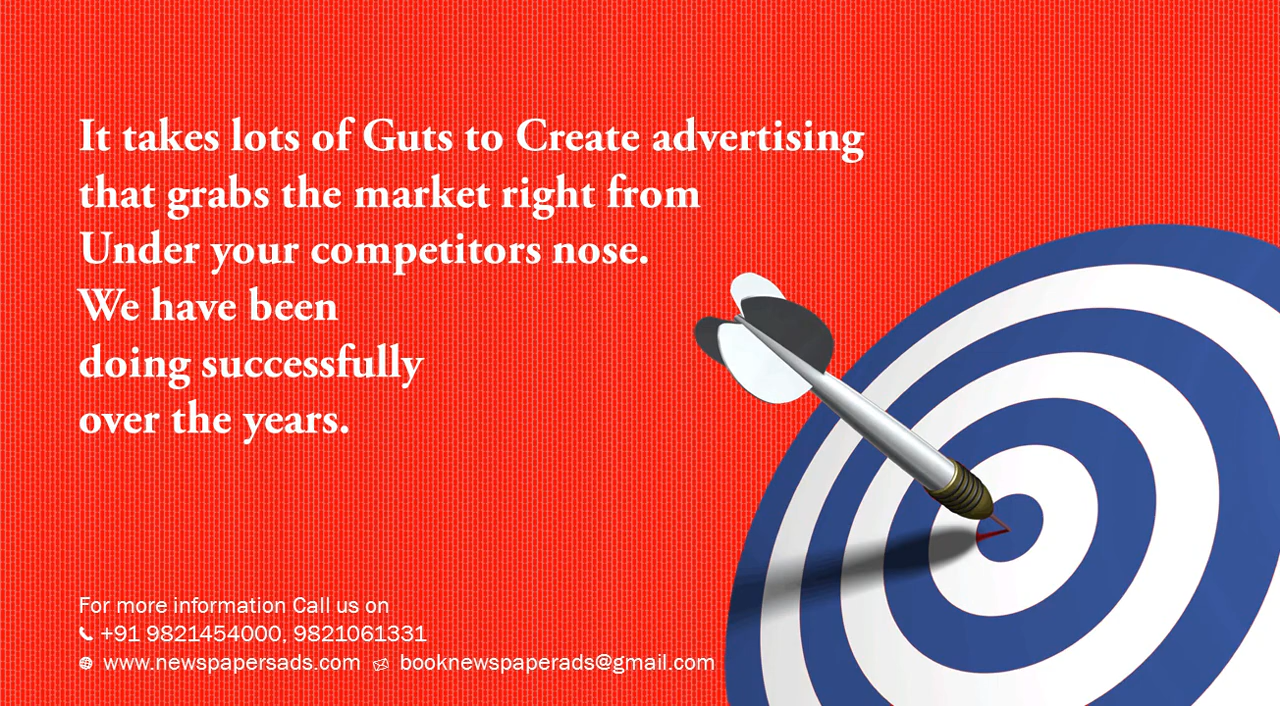 It takes lots of Guts to Create advertising
that grabs the market right from
Under your competitors nose.
We have been
doing successfully
over the years.
For more information Call us on
+91 9821454000, 9821061331
www.newspapersads.com booknewspaperads@gmail.com